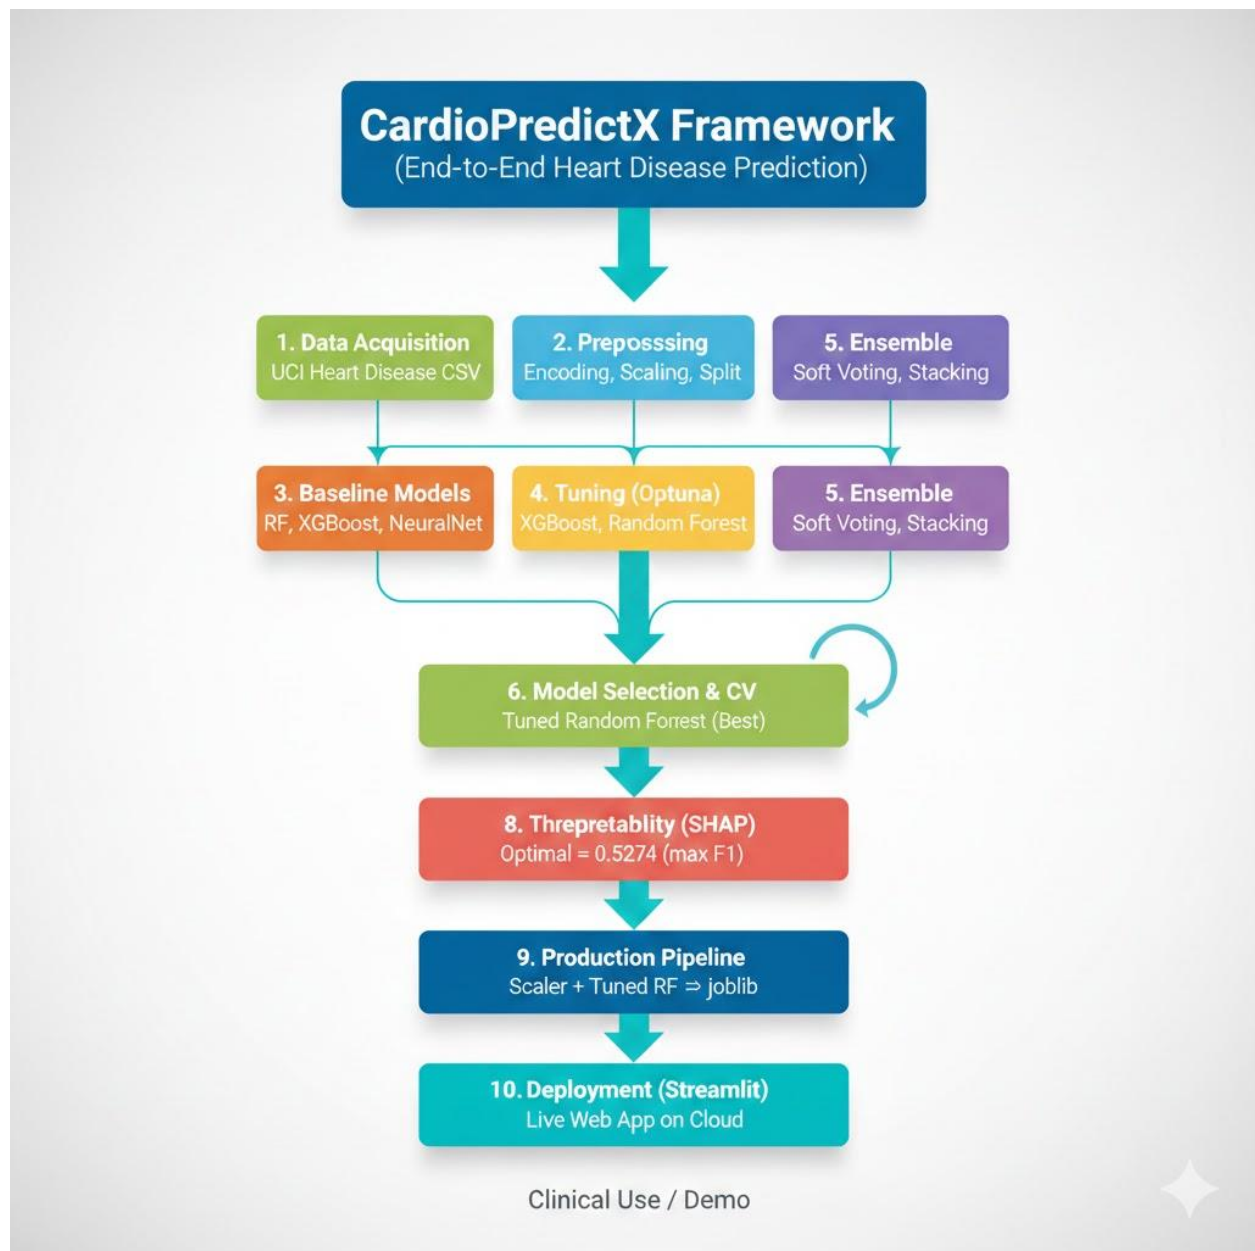 CardioPredictX Framework
(End-to-End Heart Disease Prediction)
1. Data Acquisition
UCI Heart Disease CSV
2. Preposssing
Encoding, Scaling, Split
5. Ensemble
Soft Voting, Stacking
3. Baseline Models
RF, XGBoost, NeuralNet
4. Tuning (Optuna)
XGBoost, Random Forest
5. Ensemble
Soft Voting, Stacking
6. Model Selection & CV
Tuned Random Forrest (Best)
8. Threpretablity (SHAP)
Optimal = 0.5274 (max F1)
9. Production Pipeline
Scaler + Tuned RF ⇒ joblib
10. Deployment (Streamlit)
Live Web App on Cloud
Clinical Use / Demo